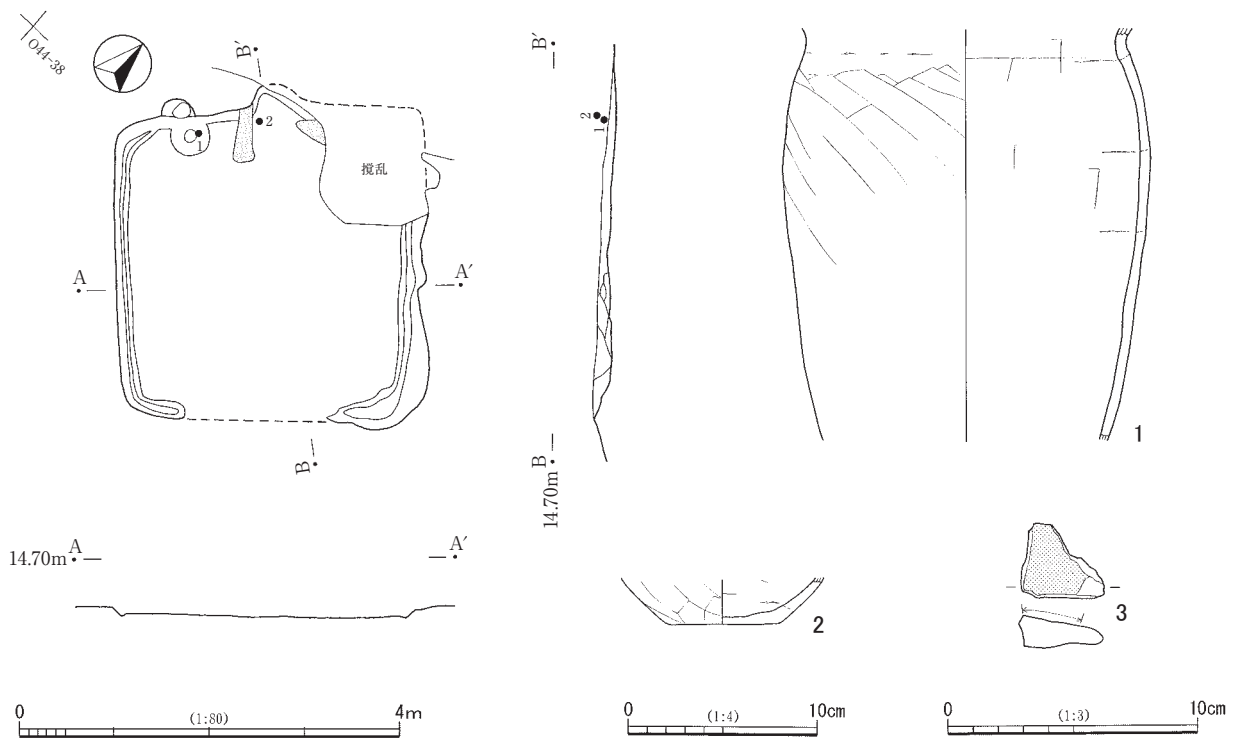 O44-38
B′
2
1
撹乱
A
A′
B
14.70m A
A′
0
(1:80)
4m
B′
2
1
B
14.70m
1
2
3
0
(1:4)
10cm
0
(1:3)
10cm